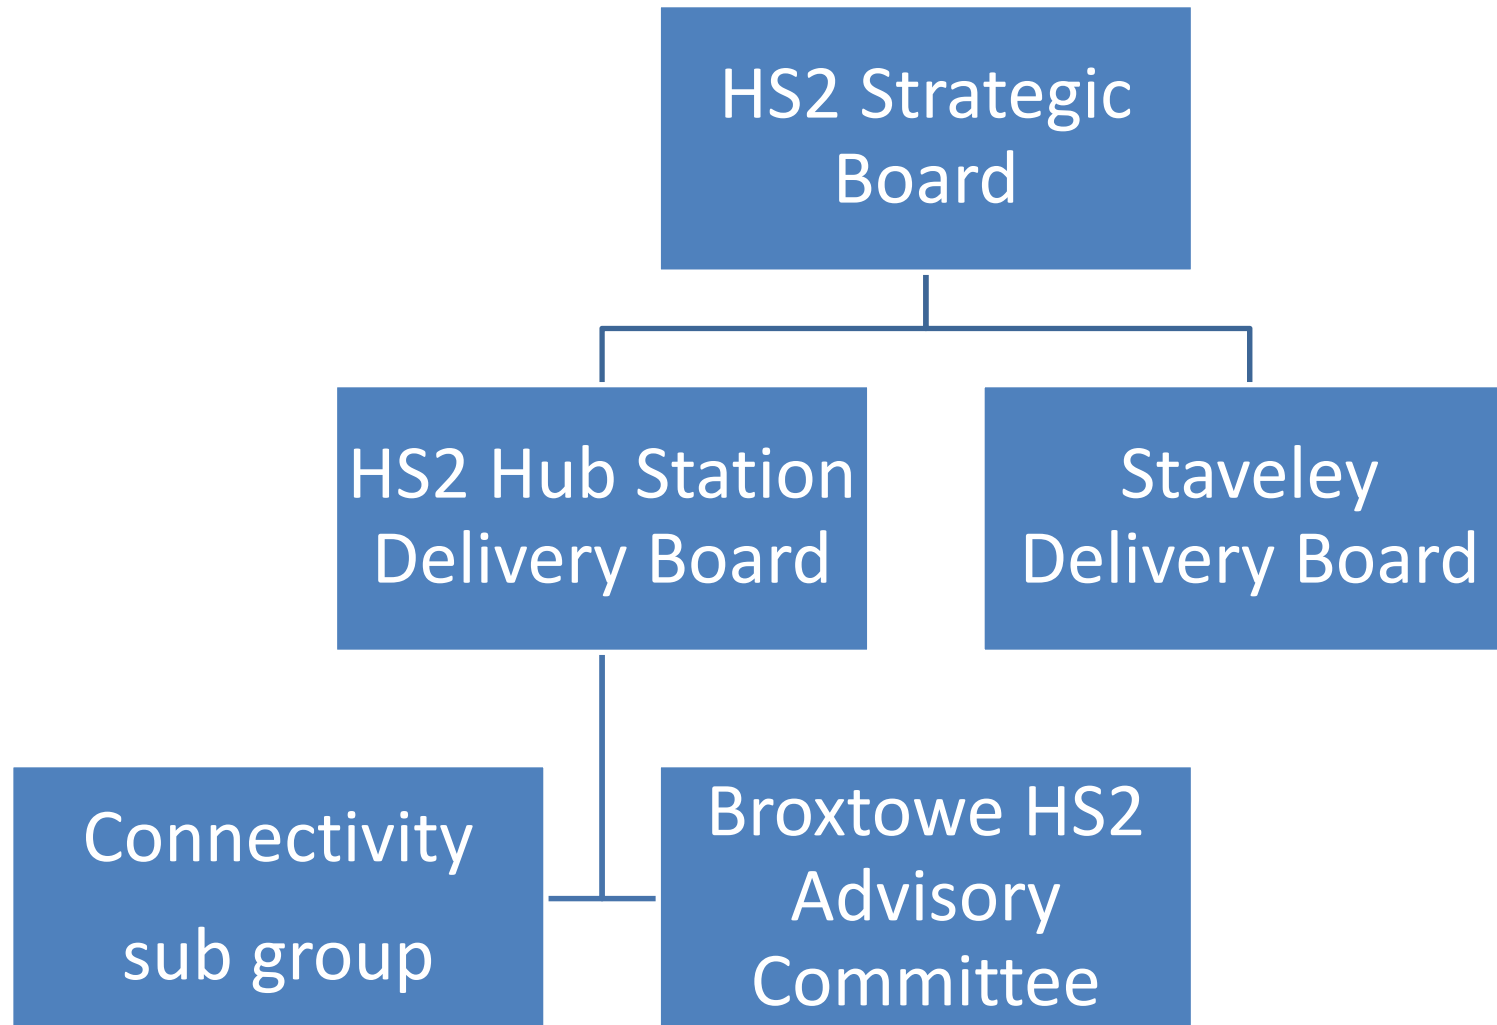 HS2 Strategic
Board
HS2 Hub Station
Delivery Board
Staveley
Delivery Board
Connectivity
sub group
Broxtowe HS2
Advisory
Committee